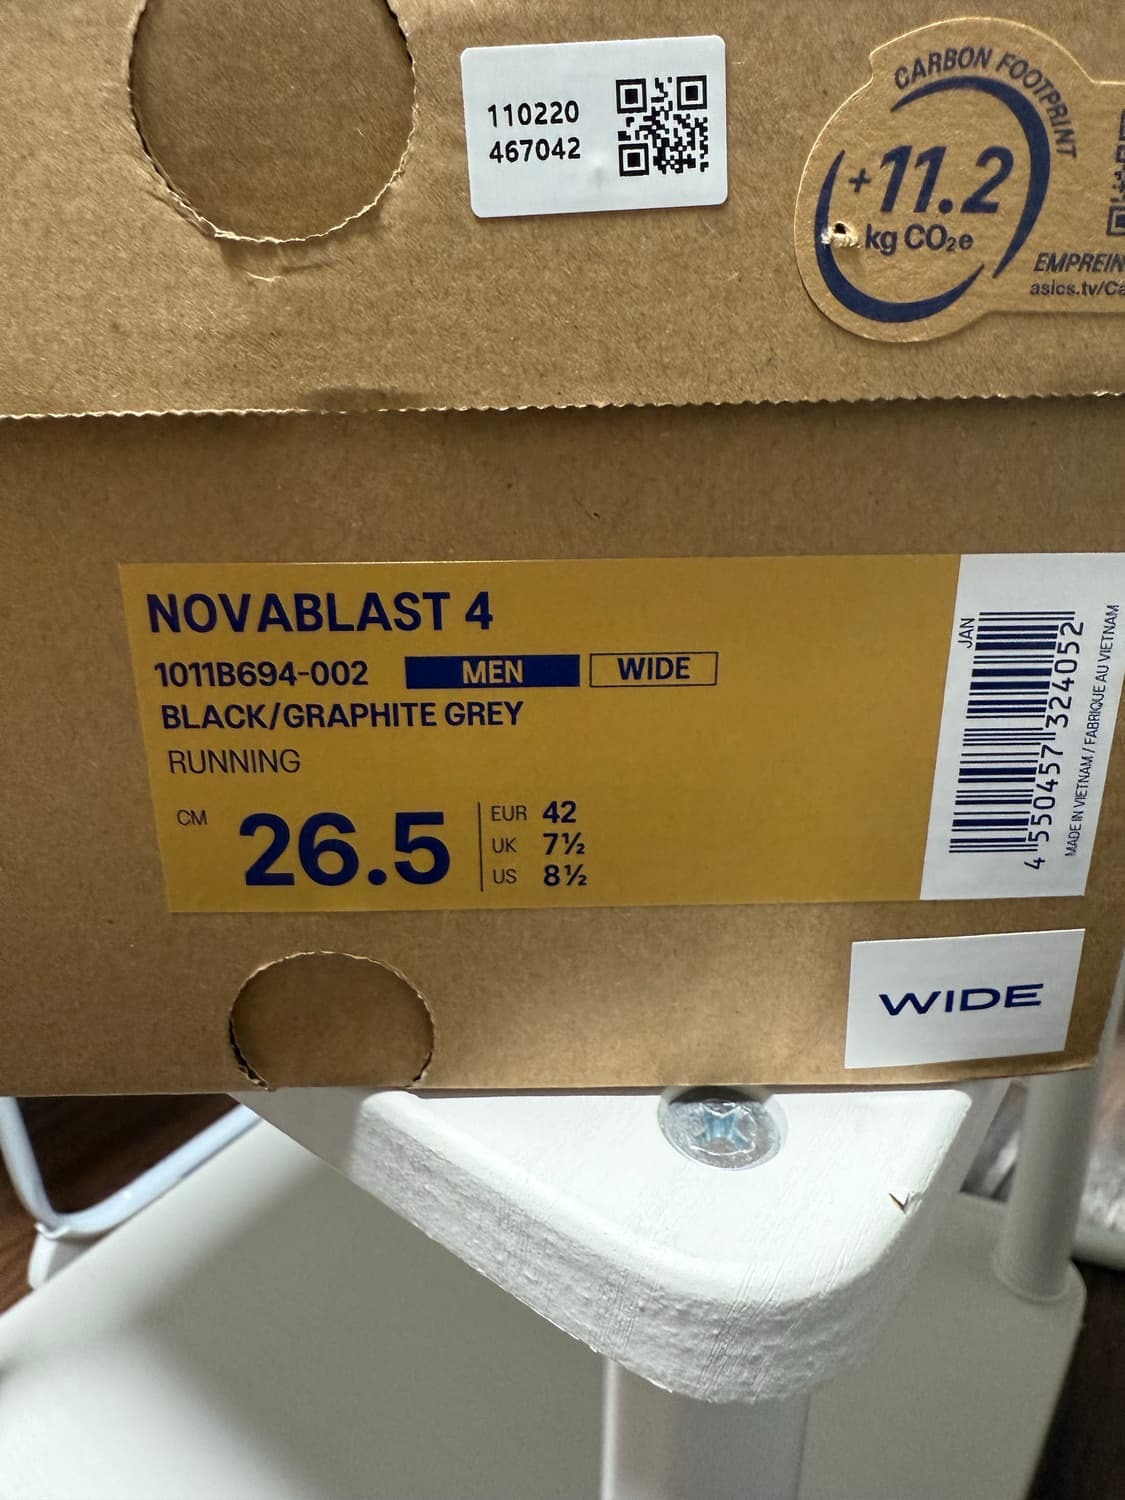 110220
467042
CARBON FOOTPRINT
+11.2
kg CO₂e
asics.tv/
NOVABLAST 4
1011B694-002 MEN WIDE
BLACK/GRAPHITE GREY
RUNNING
CM 26.5
EUR 42
UK 7½
US 8½
JAN
4 550457 324052
MADE IN VIETNAM / FABRIQUE AU VIETNAM
WIDE